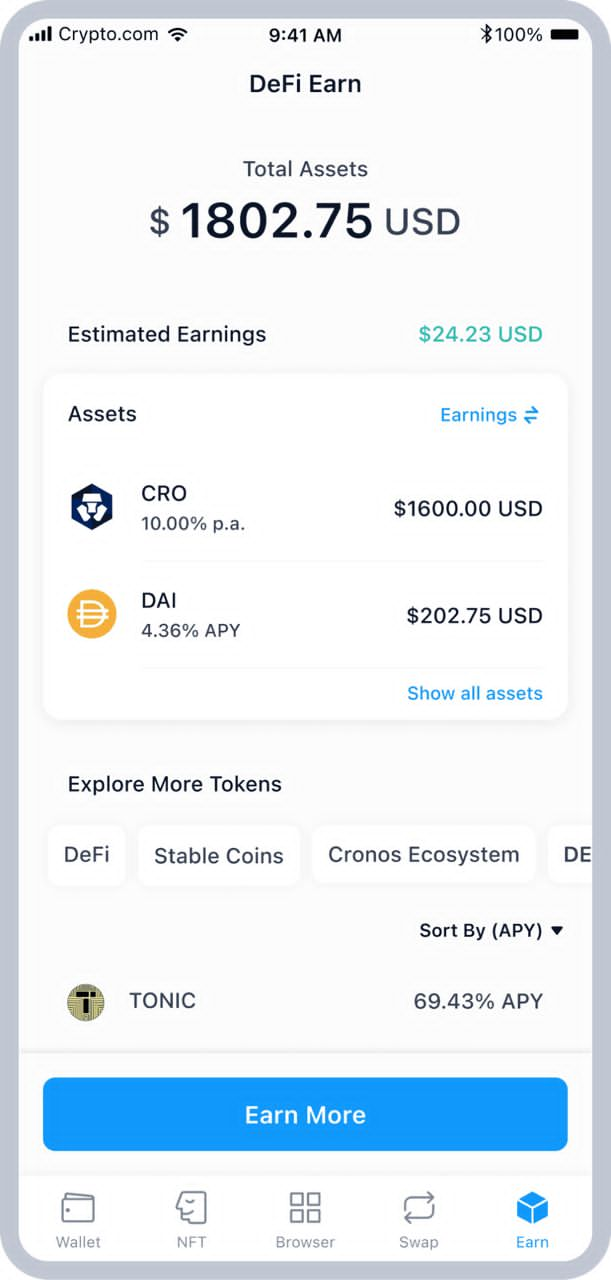 Crypto.com 9:41 AM 100%
DeFi Earn
Total Assets
$ 1802.75 USD
Estimated Earnings $24.23 USD
Assets Earnings
CRO
10.00% p.a. $1600.00 USD
DAI
4.36% APY $202.75 USD
Show all assets
Explore More Tokens
DeFi Stable Coins Cronos Ecosystem DE
Sort By (APY)
TONIC 69.43% APY
Earn More
Wallet NFT Browser Swap Earn